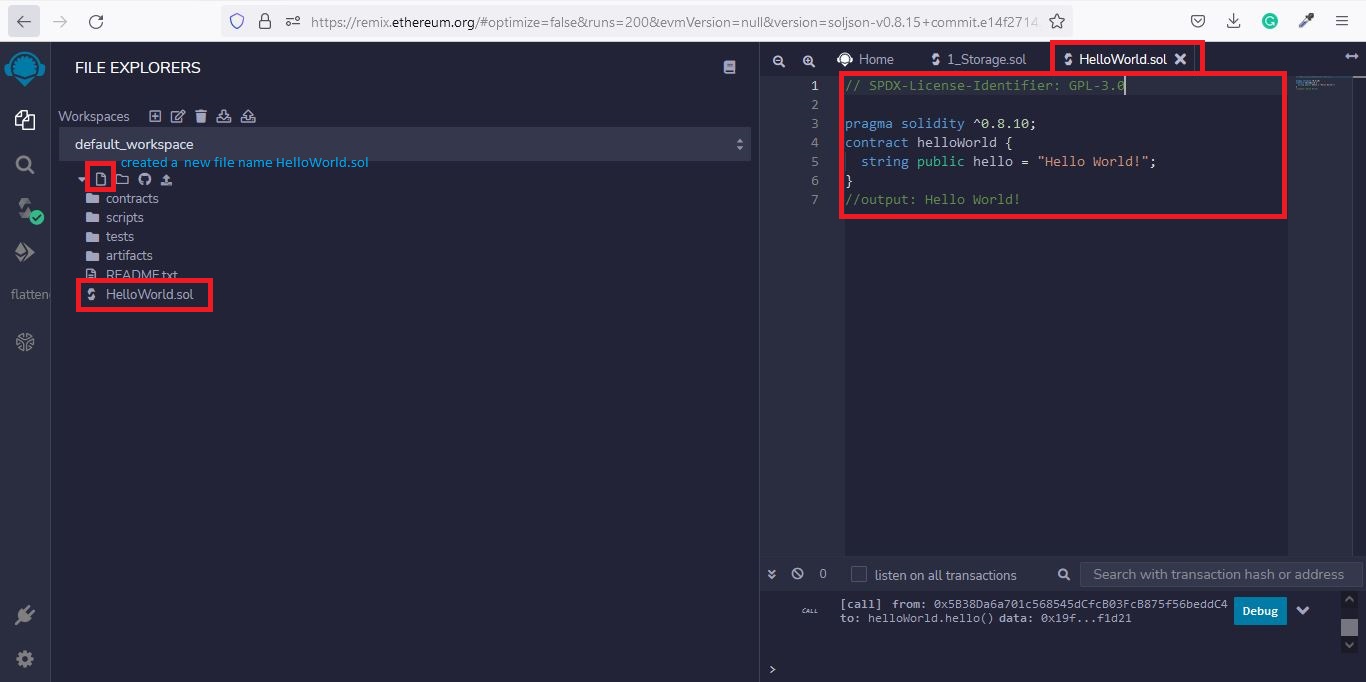 https://remix.ethereum.org/#optimize=false&runs=200&evmVersion=null&version=soljson-v0.8.15+commit.e14f2714
FILE EXPLORERS
Workspaces
default_workspace
created a new file name HelloWorld.sol
contracts
scripts
tests
artifacts
README.txt
HelloWorld.sol
flatten
Home
1_Storage.sol
HelloWorld.sol
1 // SPDX-License-Identifier: GPL-3.0
2
3 pragma solidity ^0.8.10;
4 contract helloWorld {
5 string public hello = "Hello World!";
6 }
7 //output: Hello World!
0 listen on all transactions Search with transaction hash or address
CALL [call] from: 0x5B38Da6a701c568545dCfcB03FcB875f56beddC4
to: helloWorld.hello() data: 0x19f...f1d21
Debug
>